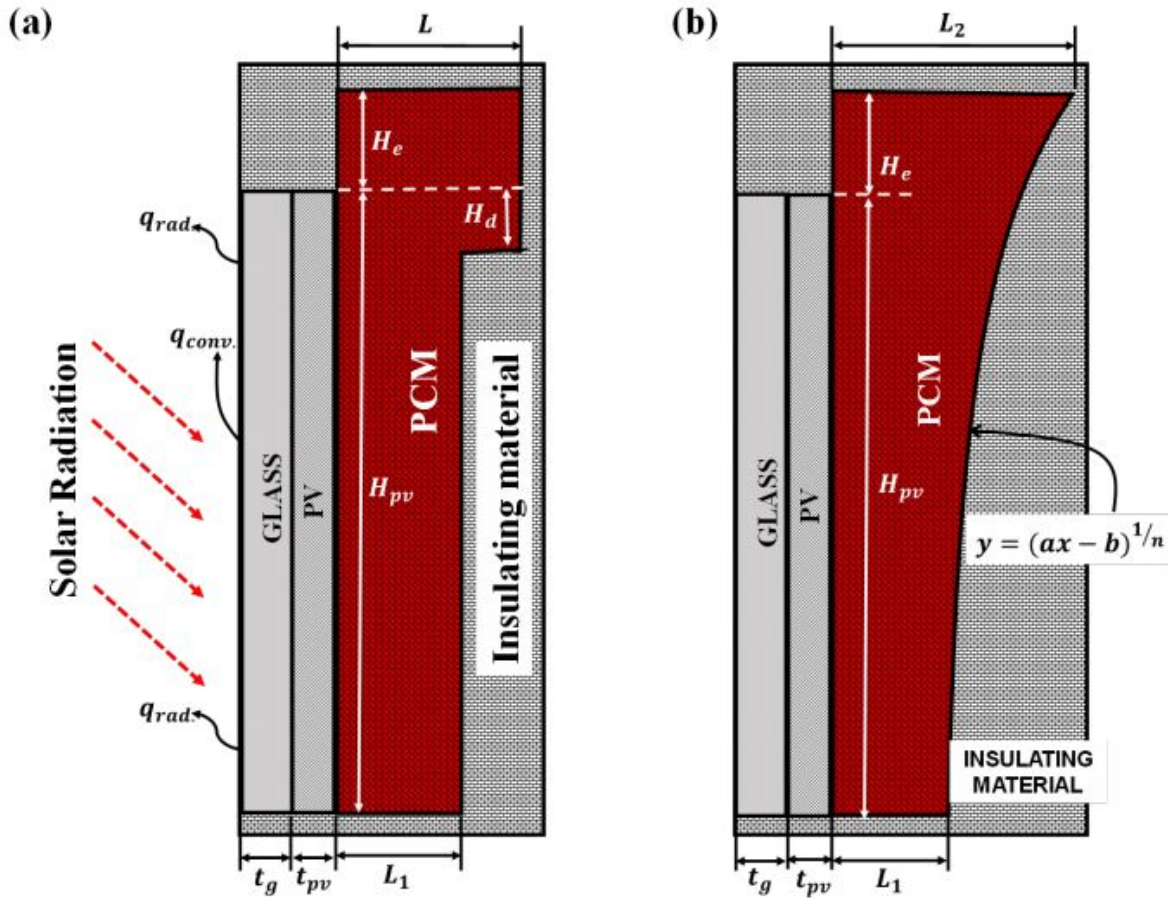 (a)
L
H_e
H_d
q_rad.
q_conv.
Solar Radiation
GLASS
PV
H_pv
PCM
Insulating material
q_rad.
t_g
t_pv
L_1
(b)
L_2
H_e
GLASS
PV
H_pv
PCM
y = (ax − b)^{1/n}
INSULATING
MATERIAL
t_g
t_pv
L_1